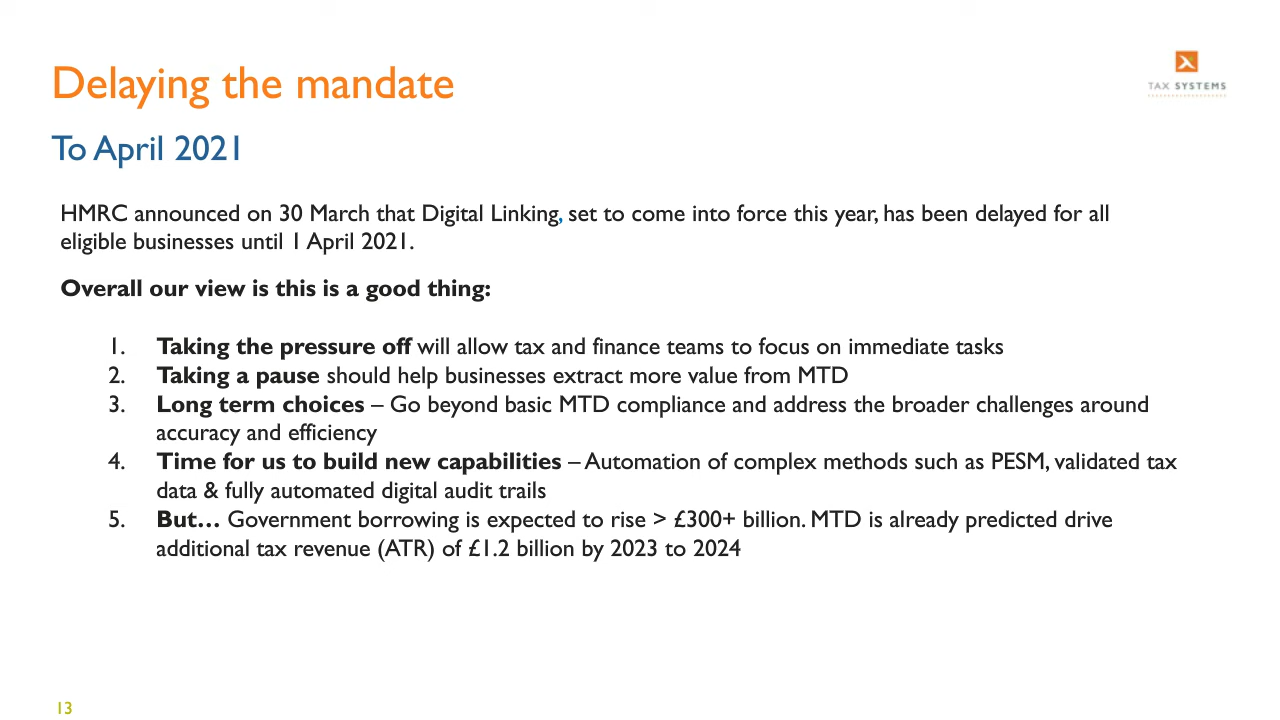 Delaying the mandate
TAX SYSTEMS
To April 2021
HMRC announced on 30 March that Digital Linking, set to come into force this year, has been delayed for all
eligible businesses until 1 April 2021.
Overall our view is this is a good thing:
1. Taking the pressure off will allow tax and finance teams to focus on immediate tasks
2. Taking a pause should help businesses extract more value from MTD
3. Long term choices – Go beyond basic MTD compliance and address the broader challenges around
accuracy and efficiency
4. Time for us to build new capabilities – Automation of complex methods such as PESM, validated tax
data & fully automated digital audit trails
5. But… Government borrowing is expected to rise > £300+ billion. MTD is already predicted drive
additional tax revenue (ATR) of £1.2 billion by 2023 to 2024
13